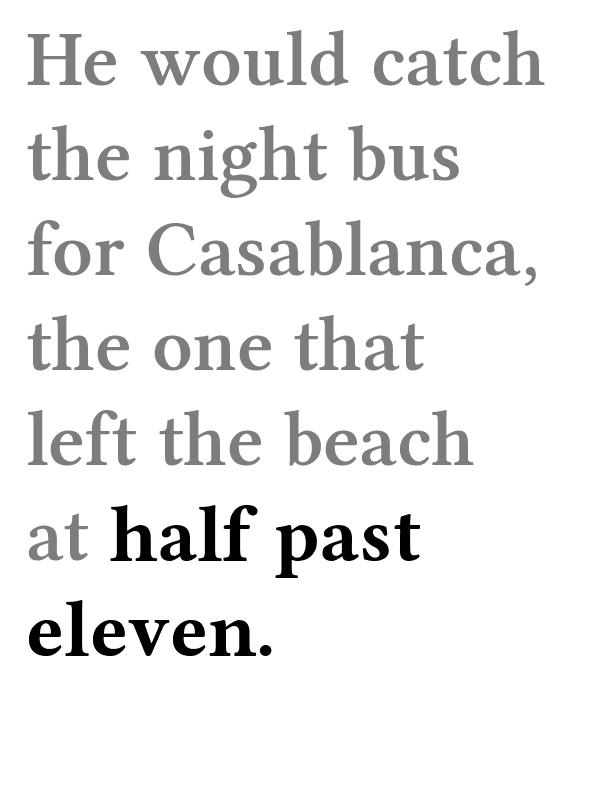 He would catch
the night bus
for Casablanca,
the one that
left the beach
at half past
eleven.